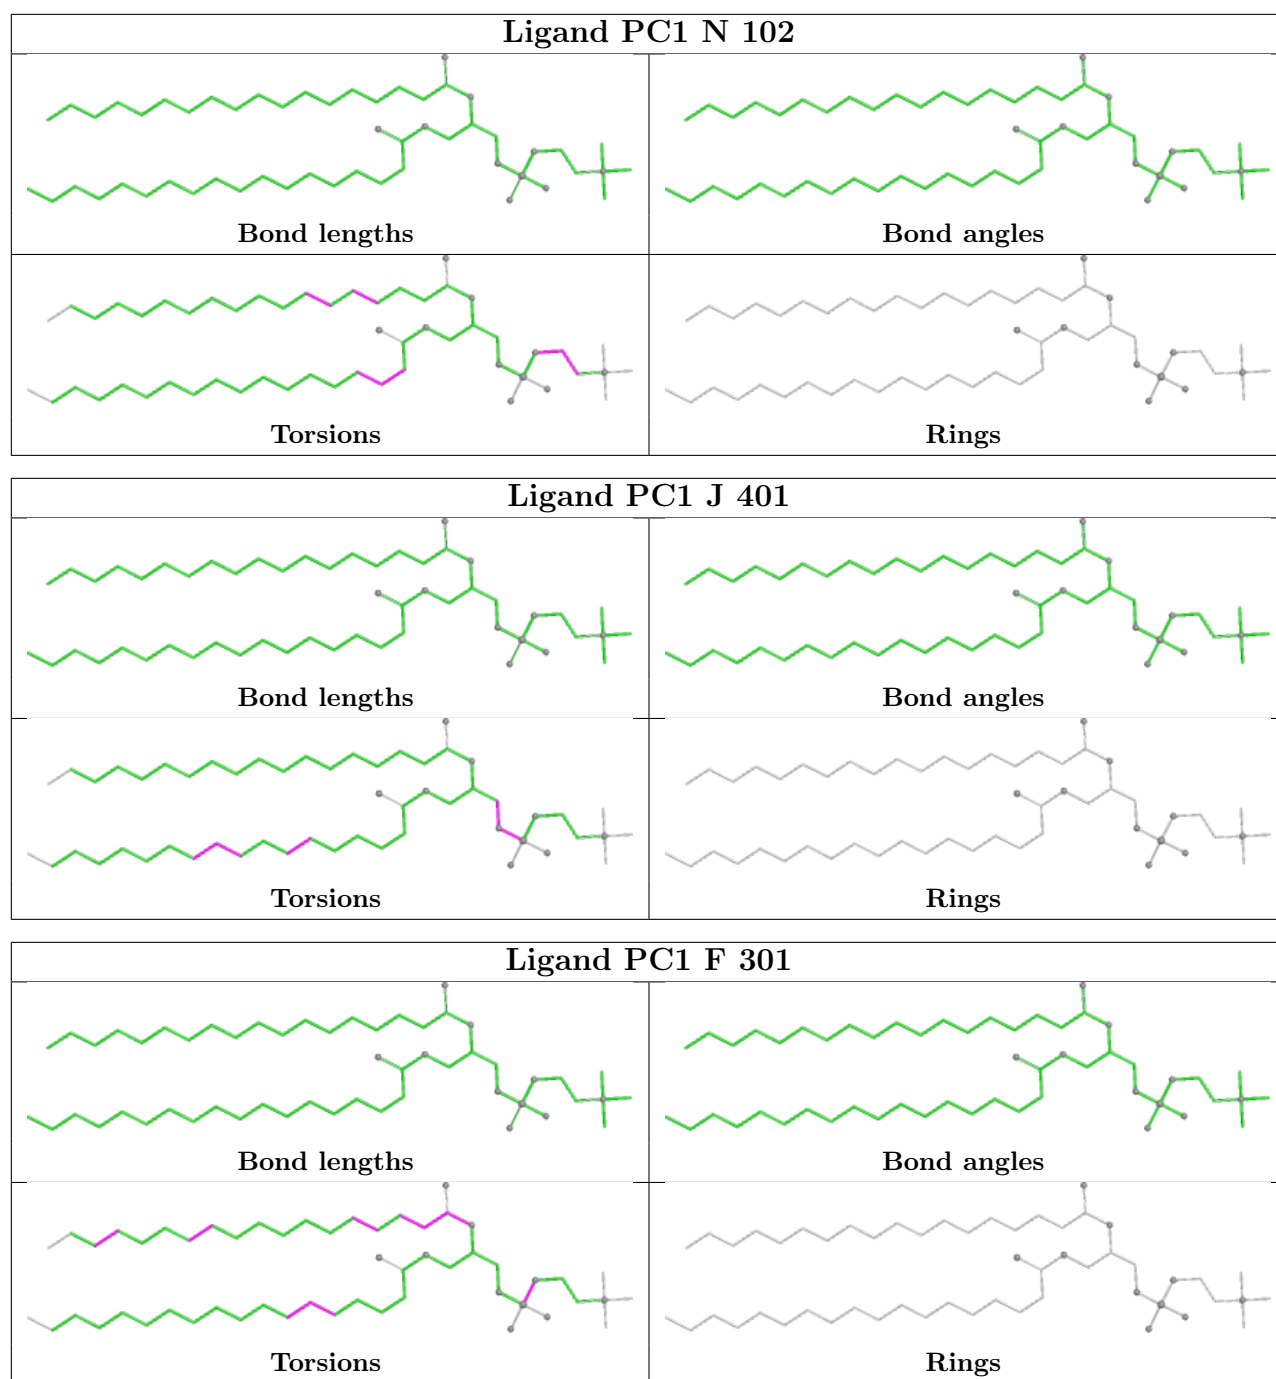 Ligand PC1 N 102
Bond lengths
Bond angles
Torsions
Rings
Ligand PC1 J 401
Bond lengths
Bond angles
Torsions
Rings
Ligand PC1 F 301
Bond lengths
Bond angles
Torsions
Rings